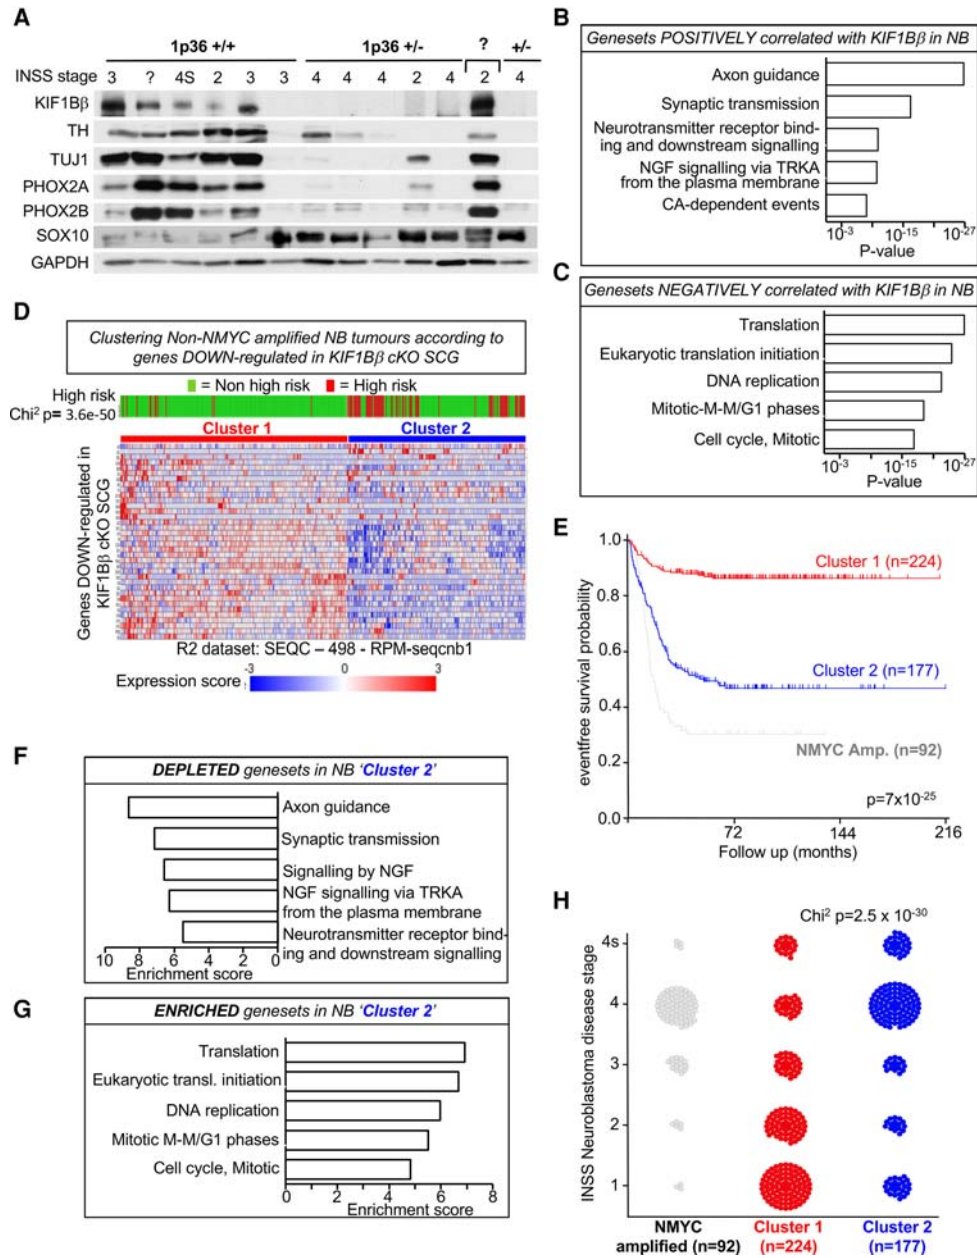 A
1p36 +/+
1p36 +/-
?
+/-
INSS stage
3 ? 4S 2 3 3 4 4 4 2 4 2 4
KIF1Bβ
TH
TUJ1
PHOX2A
PHOX2B
SOX10
GAPDH
B
Genesets POSITIVELY correlated with KIF1Bβ in NB
Axon guidance
Synaptic transmission
Neurotransmitter receptor bind-
ing and downstream signalling
NGF signalling via TRKA
from the plasma membrane
CA-dependent events
10-3 10-15 10-27
P-value
C
Genesets NEGATIVELY correlated with KIF1Bβ in NB
Translation
Eukaryotic translation initiation
DNA replication
Mitotic-M-M/G1 phases
Cell cycle, Mitotic
10-3 10-15 10-27
P-value
D
Clustering Non-NMYC amplified NB tumours according to
genes DOWN-regulated in KIF1Bβ cKO SCG
= Non high risk = High risk
High risk
Chi2 p= 3.6e-50
Cluster 1 Cluster 2
Genes DOWN-regulated in
KIF1Bβ cKO SCG
R2 dataset: SEQC – 498 - RPM-seqcnb1
-3 0 3
Expression score
E
eventfree survival probability
1.0
0.8
0.6
0.4
0.2
0.0
Cluster 1 (n=224)
Cluster 2 (n=177)
NMYC Amp. (n=92)
p=7x10-25
72 144 216
Follow up (months)
F
DEPLETED genesets in NB 'Cluster 2'
Axon guidance
Synaptic transmission
Signalling by NGF
NGF signalling via TRKA
from the plasma membrane
Neurotransmitter receptor bind-
ing and downstream signalling
10 8 6 4 2 0
Enrichment score
G
ENRICHED genesets in NB 'Cluster 2'
Translation
Eukaryotic transl. initiation
DNA replication
Mitotic M-M/G1 phases
Cell cycle, Mitotic
0 2 4 6 8
Enrichment score
H
Chi2 p=2.5 x 10-30
INSS Neuroblastoma disease stage
4s
4
3
2
1
NMYC
amplified (n=92)
Cluster 1
(n=224)
Cluster 2
(n=177)